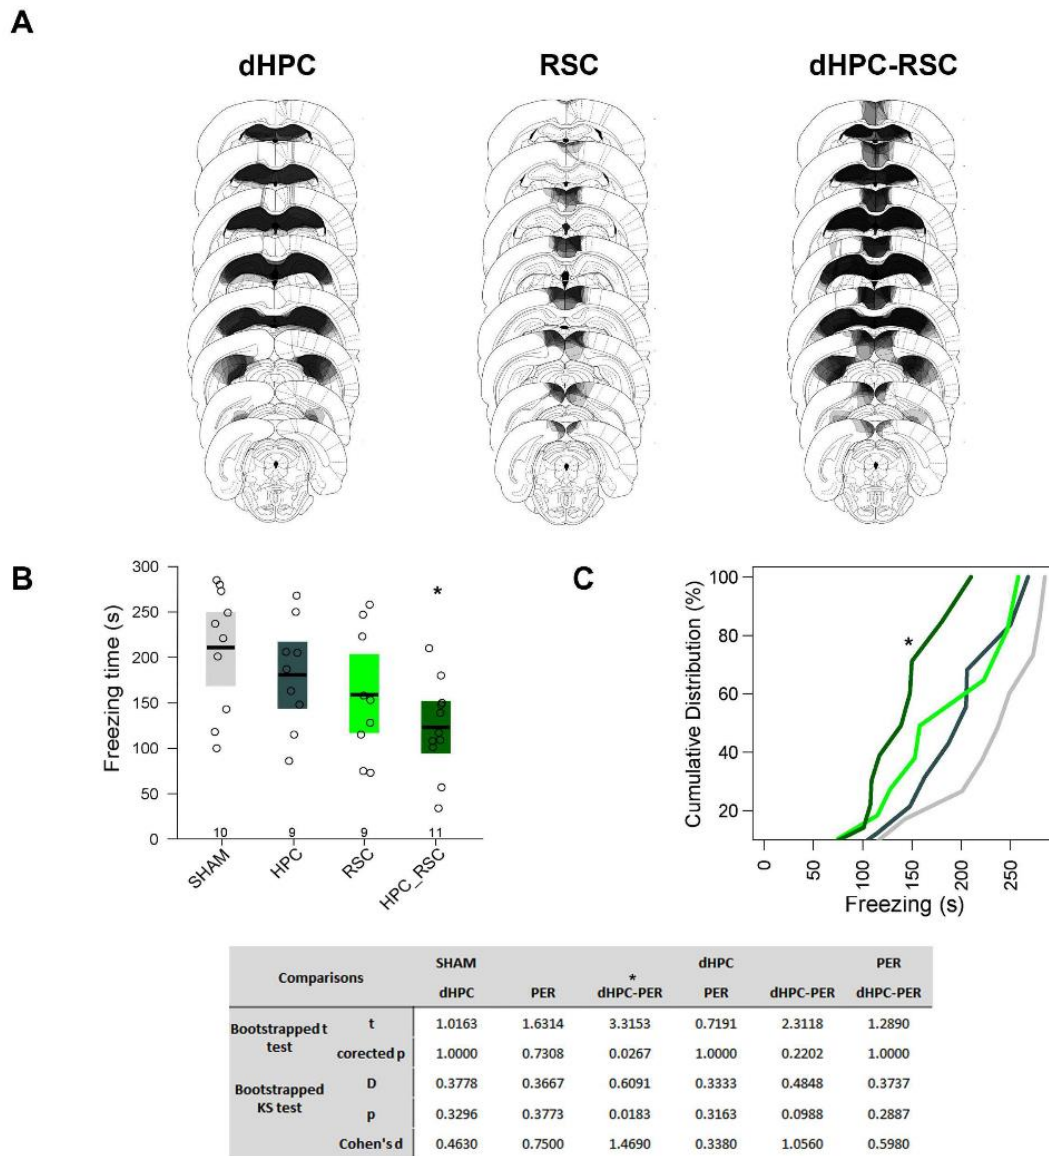 A
dHPC RSC dHPC-RSC
B
Freezing time (s)
300
250
200
150
100
50
0
10 9 9 11
SHAM HPC RSC HPC_RSC
*
C
Cumulative Distribution (%)
100
80
60
40
20
*
0 50 100 150 200 250
Freezing (s)
Comparisons SHAM dHPC PER
*
dHPC PER dHPC-PER PER dHPC-PER dHPC-PER
Bootstrapped t test t 1.0163 1.6314 3.3153 0.7191 2.3118 1.2890
corected p 1.0000 0.7308 0.0267 1.0000 0.2202 1.0000
Bootstrapped KS test D 0.3778 0.3667 0.6091 0.3333 0.4848 0.3737
p 0.3296 0.3773 0.0183 0.3163 0.0988 0.2887
Cohen's d 0.4630 0.7500 1.4690 0.3380 1.0560 0.5980